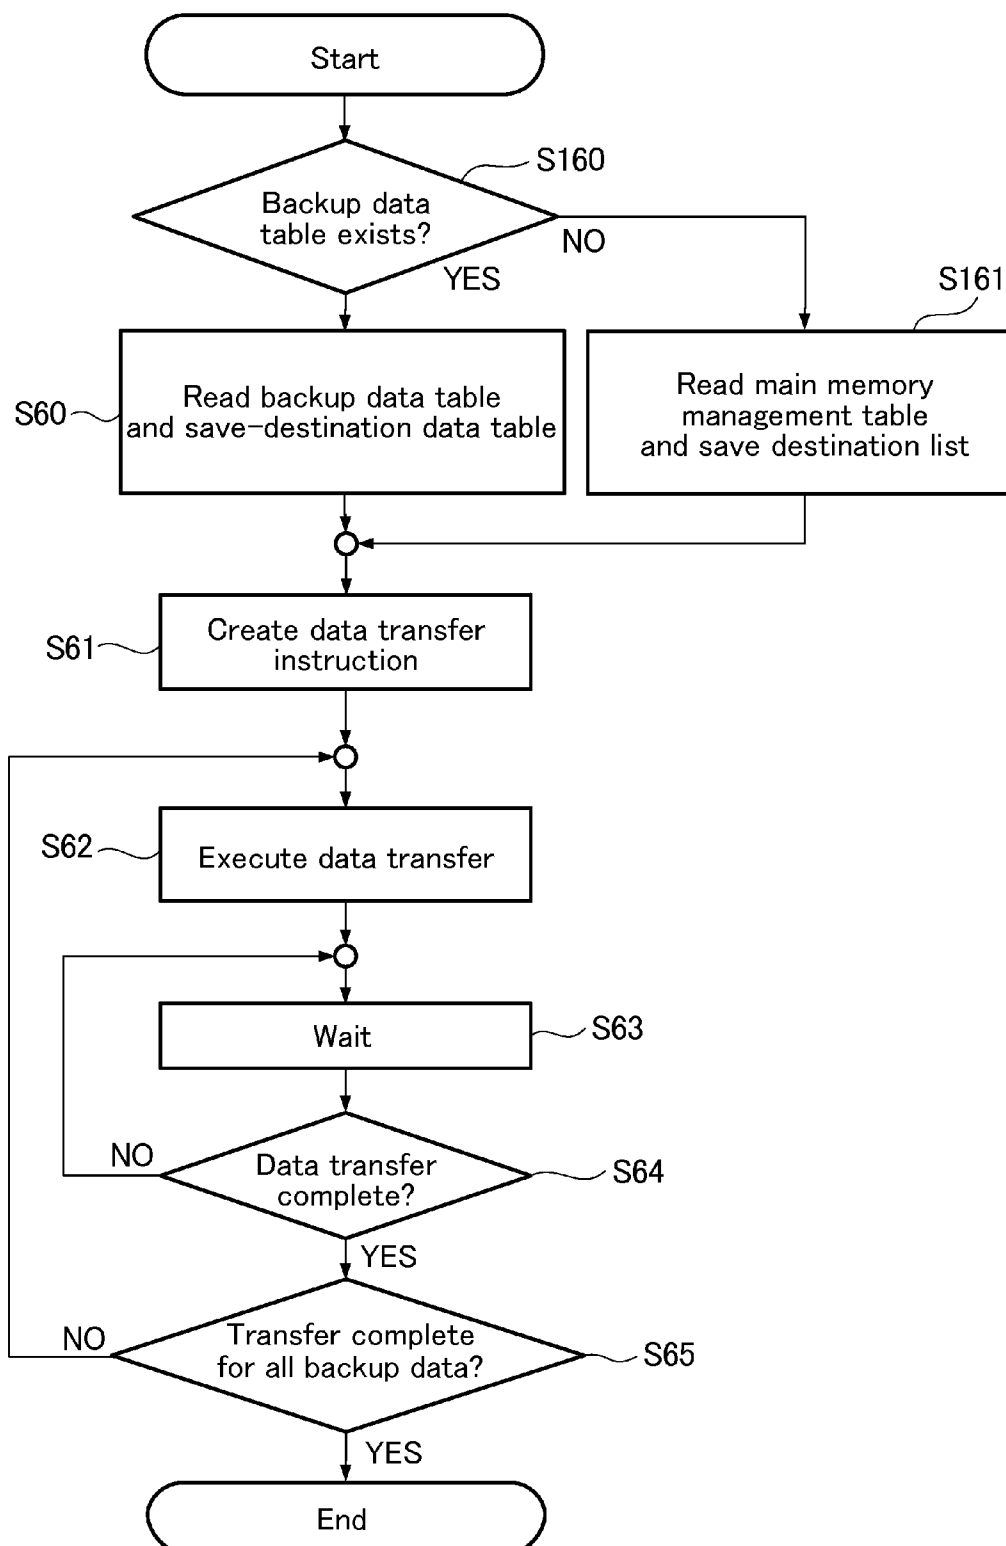 Start
S160
Backup data
table exists?
NO
YES
S161
S60
Read backup data table
and save-destination data table
Read main memory
management table
and save destination list
S61
Create data transfer
instruction
S62
Execute data transfer
Wait
S63
NO
Data transfer
complete?
S64
YES
NO
Transfer complete
for all backup data?
S65
YES
End